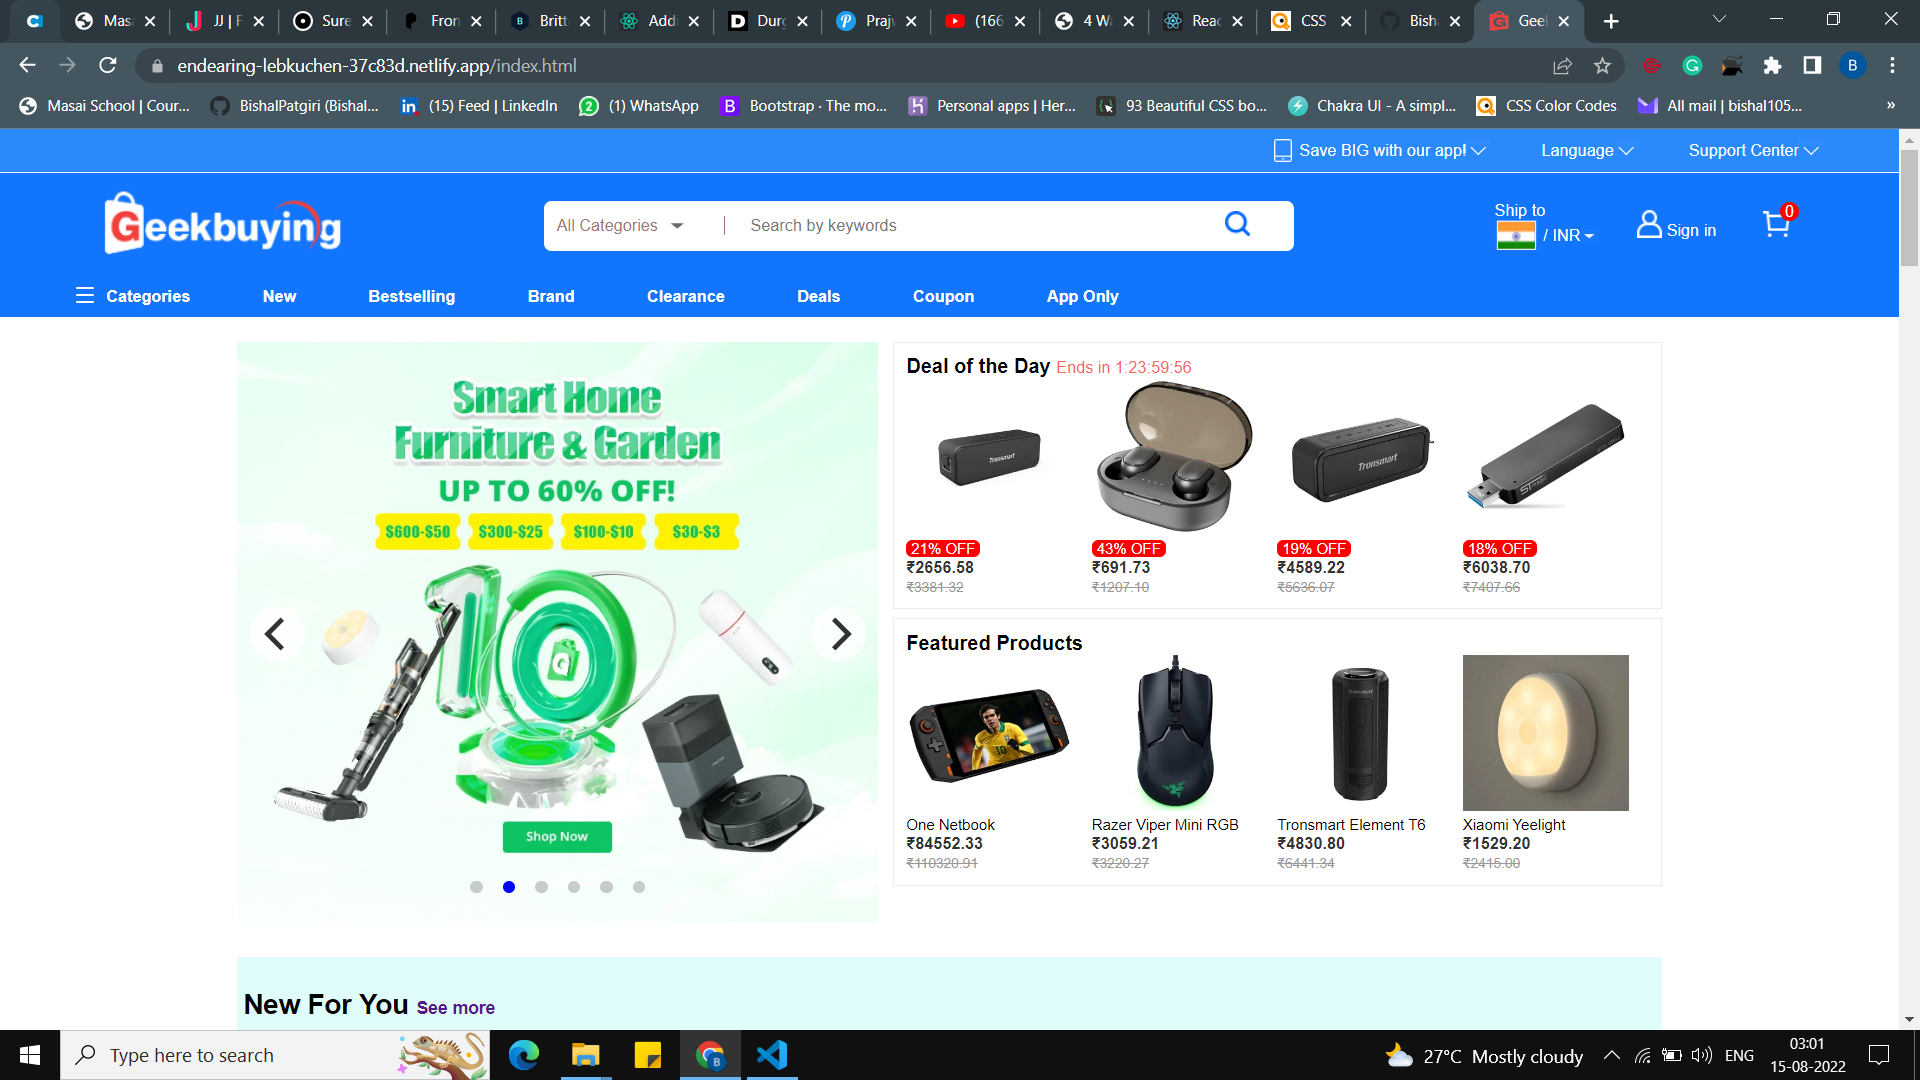 Mas
JJ | F
Sure
Fron
Britt
Addi
Durg
Prajv
(166
4 Wa
Reac
CSS
Bish
Geek
endearing-lebkuchen-37c83d.netlify.app/index.html
B
Masai School | Cour...
BishalPatgiri (Bishal...
(15) Feed | LinkedIn
(1) WhatsApp
Bootstrap · The mo...
Personal apps | Her...
93 Beautiful CSS bo...
Chakra UI - A simpl...
CSS Color Codes
All mail | bishal105...
»
Save BIG with our app!
Language
Support Center
Geekbuying
All Categories
Search by keywords
Ship to
/ INR
Sign in
0
Categories
New
Bestselling
Brand
Clearance
Deals
Coupon
App Only
Smart Home
Furniture & Garden
UP TO 60% OFF!
$600-$50 $300-$25 $100-$10 $30-$3
Shop Now
Deal of the Day Ends in 1:23:59:56
Tronsmart
Tronsmart
21% OFF
₹2656.58
₹3381.32
43% OFF
₹691.73
₹1207.10
19% OFF
₹4589.22
₹5636.07
18% OFF
₹6038.70
₹7407.66
Featured Products
One Netbook
₹84552.33
₹110320.91
Razer Viper Mini RGB
₹3059.21
₹3220.27
Tronsmart
Tronsmart Element T6
₹4830.80
₹6441.34
Xiaomi Yeelight
₹1529.20
₹2415.00
New For You See more
Type here to search
27°C Mostly cloudy
ENG
03:01
15-08-2022